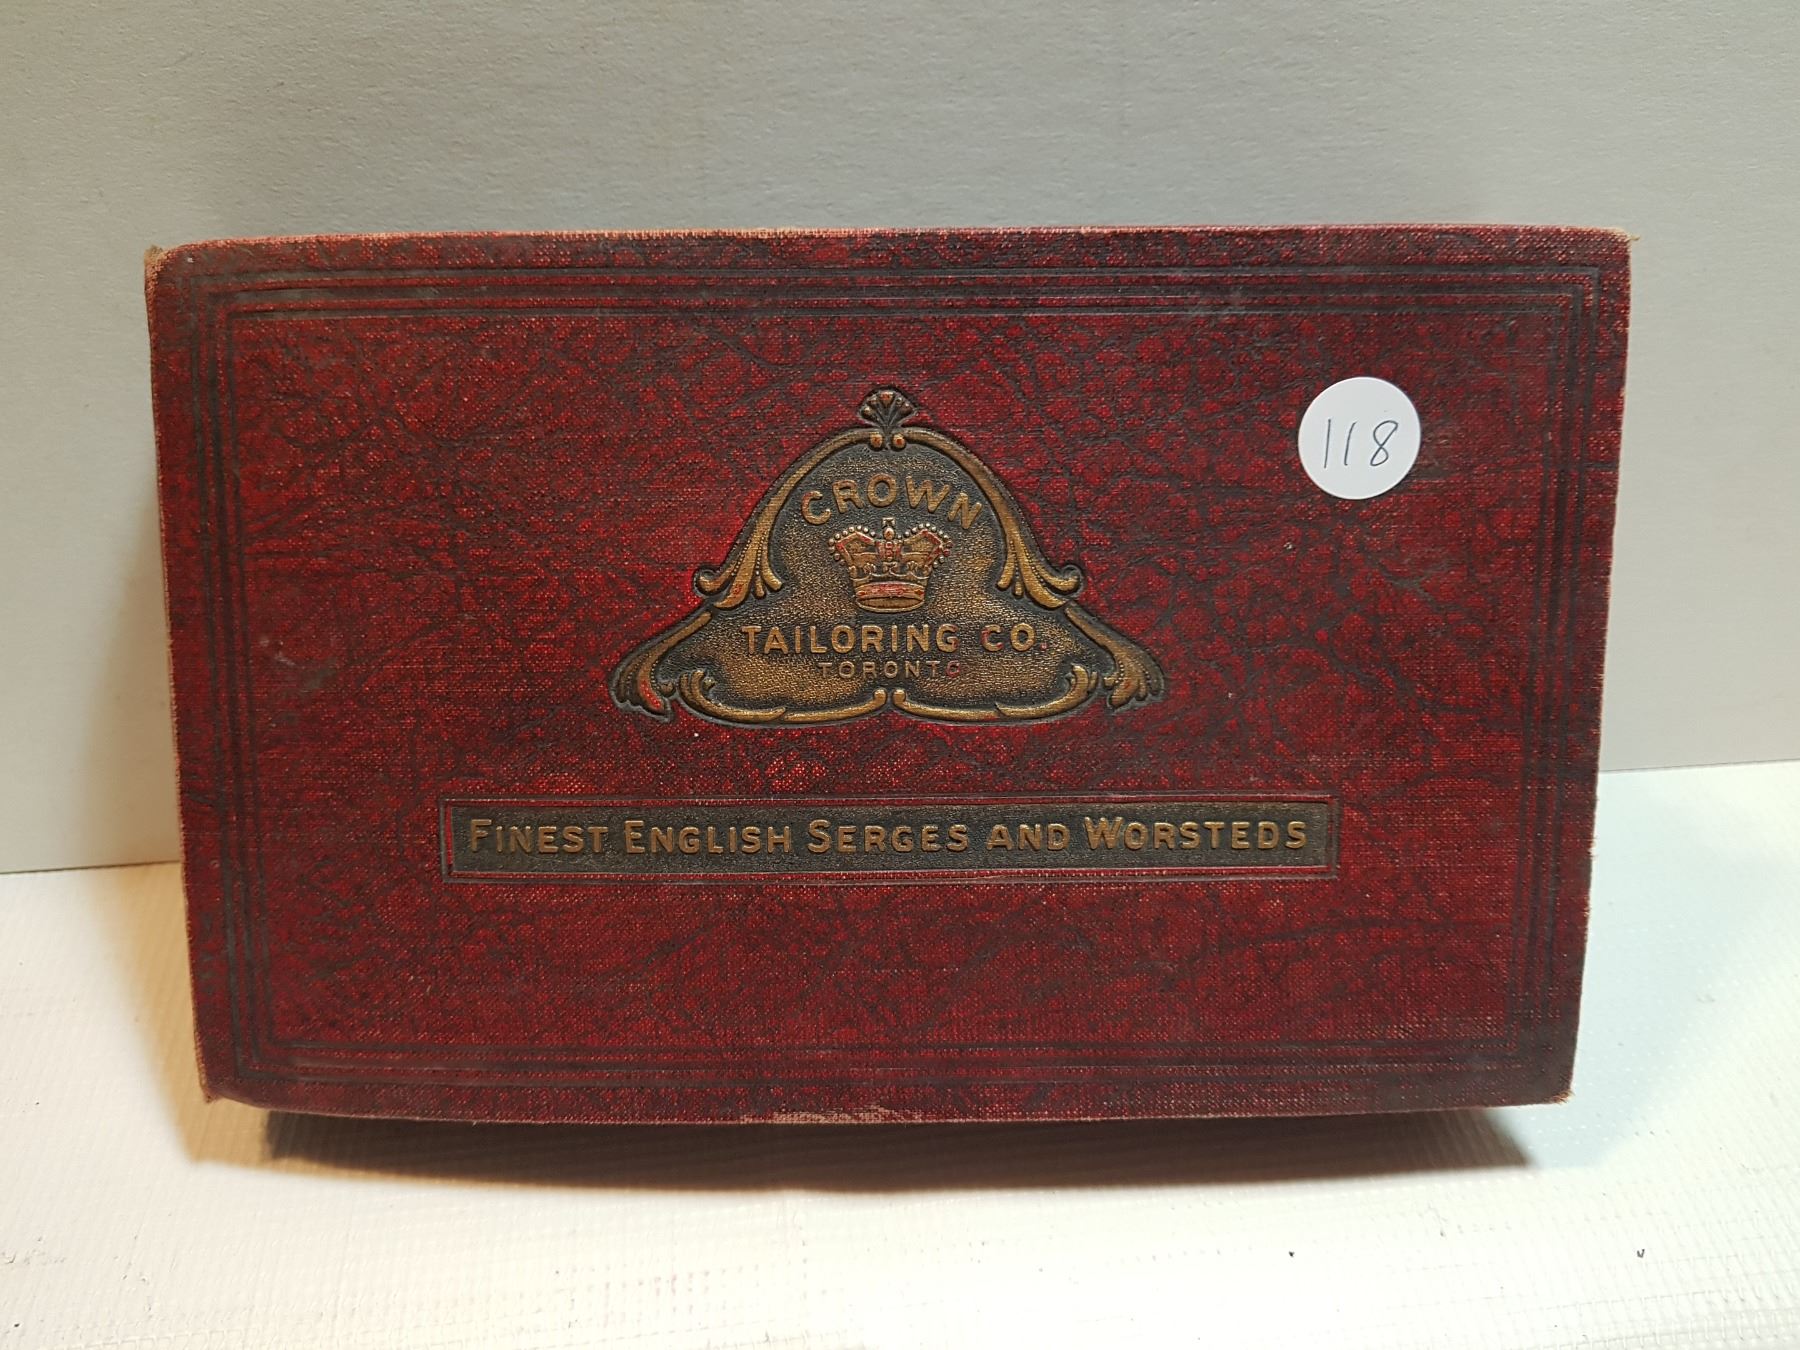 CROWN
TAILORING CO.
TORONTO
FINEST ENGLISH SERGES AND WORSTEDS
118